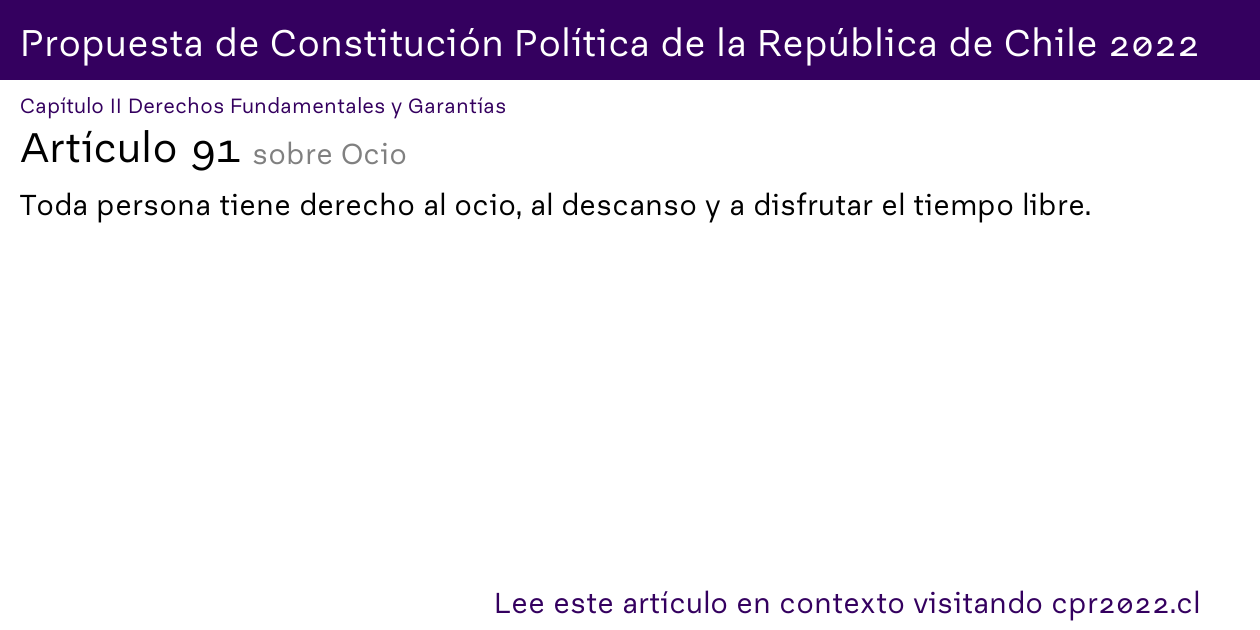 Propuesta de Constitución Política de la República de Chile 2022
Capítulo II Derechos Fundamentales y Garantías
Artículo 91 sobre Ocio
Toda persona tiene derecho al ocio, al descanso y a disfrutar el tiempo libre.
Lee este artículo en contexto visitando cpr2022.cl